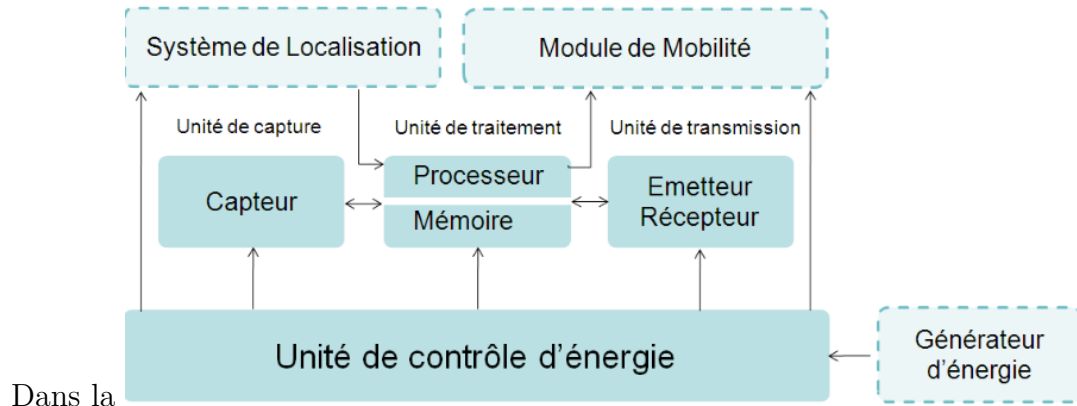 Système de Localisation
Module de Mobilité
Unité de capture
Unité de traitement
Unité de transmission
Capteur
Processeur
Mémoire
Emetteur
Récepteur
Unité de contrôle d'énergie
Générateur
d'énergie
Dans la